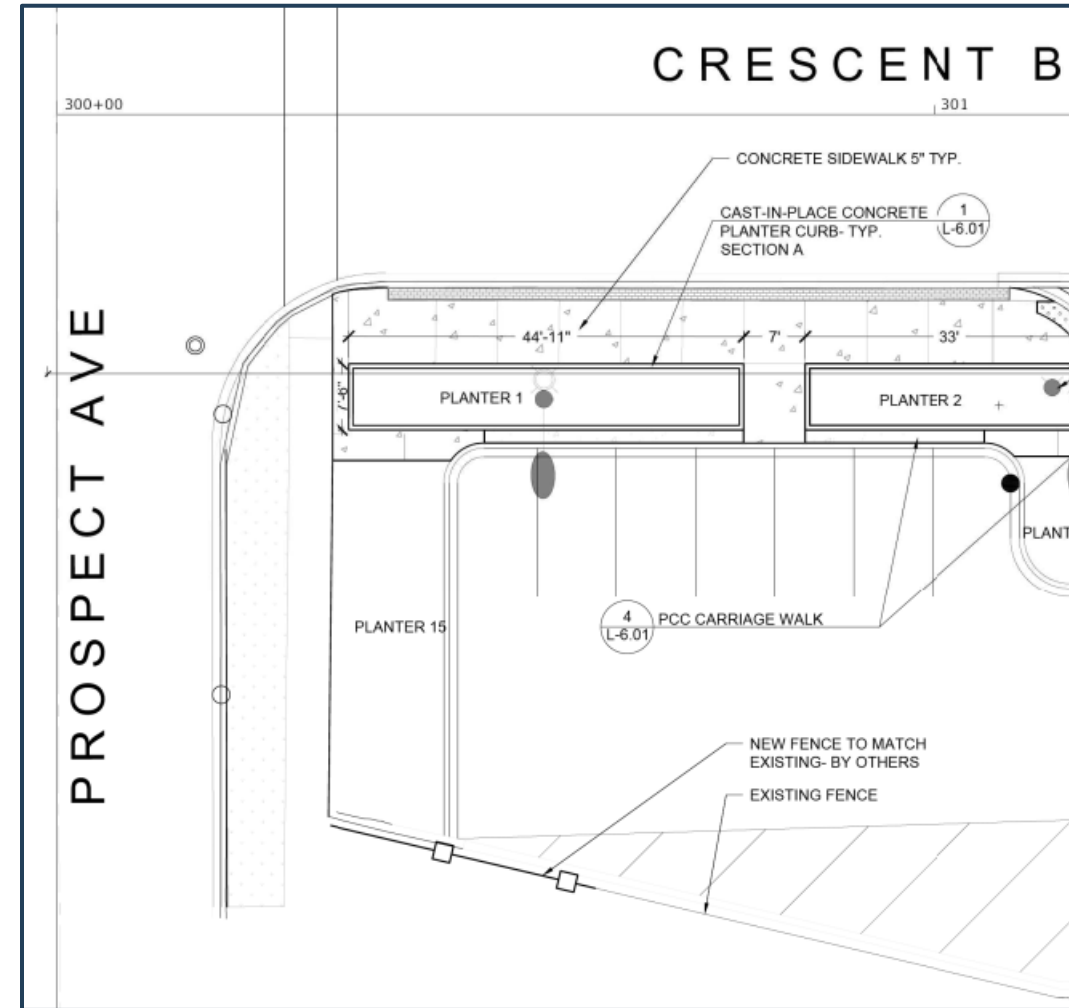 CRESCENT B
300+00
301
CONCRETE SIDEWALK 5" TYP.
CAST-IN-PLACE CONCRETE
PLANTER CURB- TYP.
SECTION A
1
L-6.01
PROSPECT AVE
44'-11"
7'
33'
7'-6"
PLANTER 1
PLANTER 2
PLANT
4
L-6.01
PCC CARRIAGE WALK
PLANTER 15
NEW FENCE TO MATCH
EXISTING- BY OTHERS
EXISTING FENCE